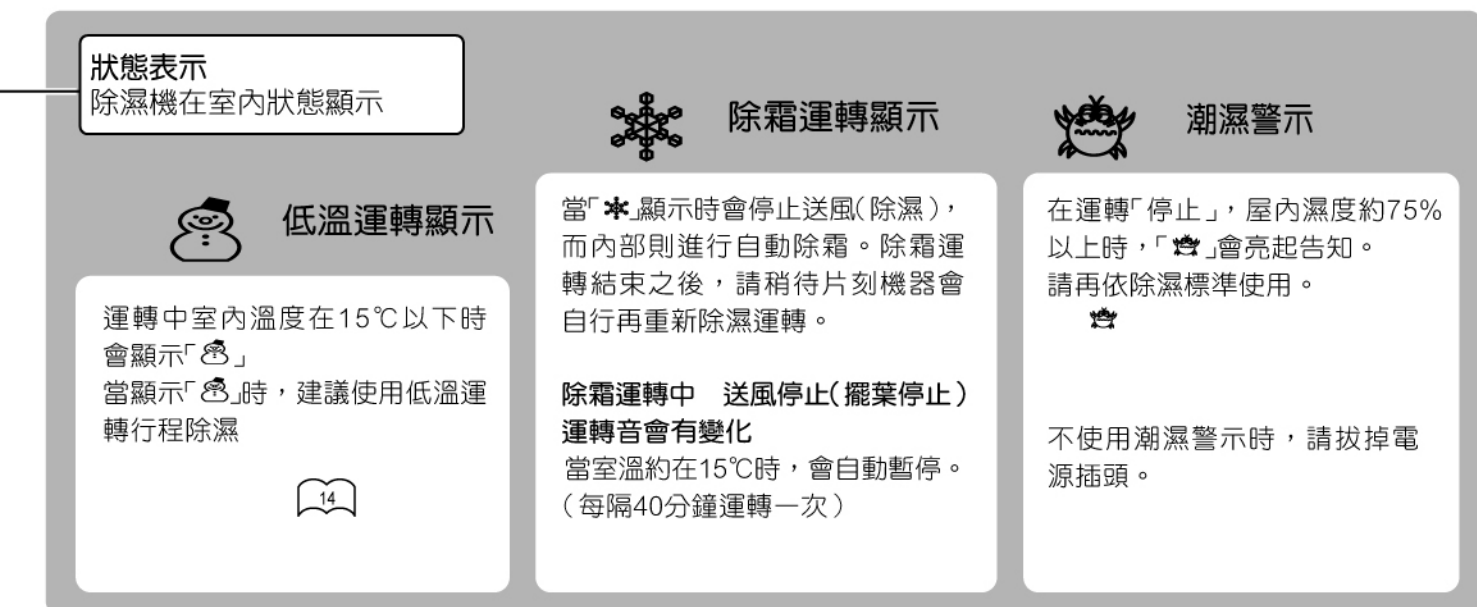 狀態表示
除濕機在室內狀態顯示
低溫運轉顯示
運轉中室內溫度在15℃以下時
會顯示「」
當顯示「」時，建議使用低溫運
轉行程除濕
14
除霜運轉顯示
當「」顯示時會停止送風(除濕)，
而內部則進行自動除霜。除霜運
轉結束之後，請稍待片刻機器會
自行再重新除濕運轉。
除霜運轉中　送風停止(擺葉停止)
運轉音會有變化
當室溫約在15℃時，會自動暫停。
(每隔40分鐘運轉一次)
潮濕警示
在運轉「停止」，屋內濕度約75%
以上時，「」會亮起告知。
請再依除濕標準使用。
不使用潮濕警示時，請拔掉電
源插頭。